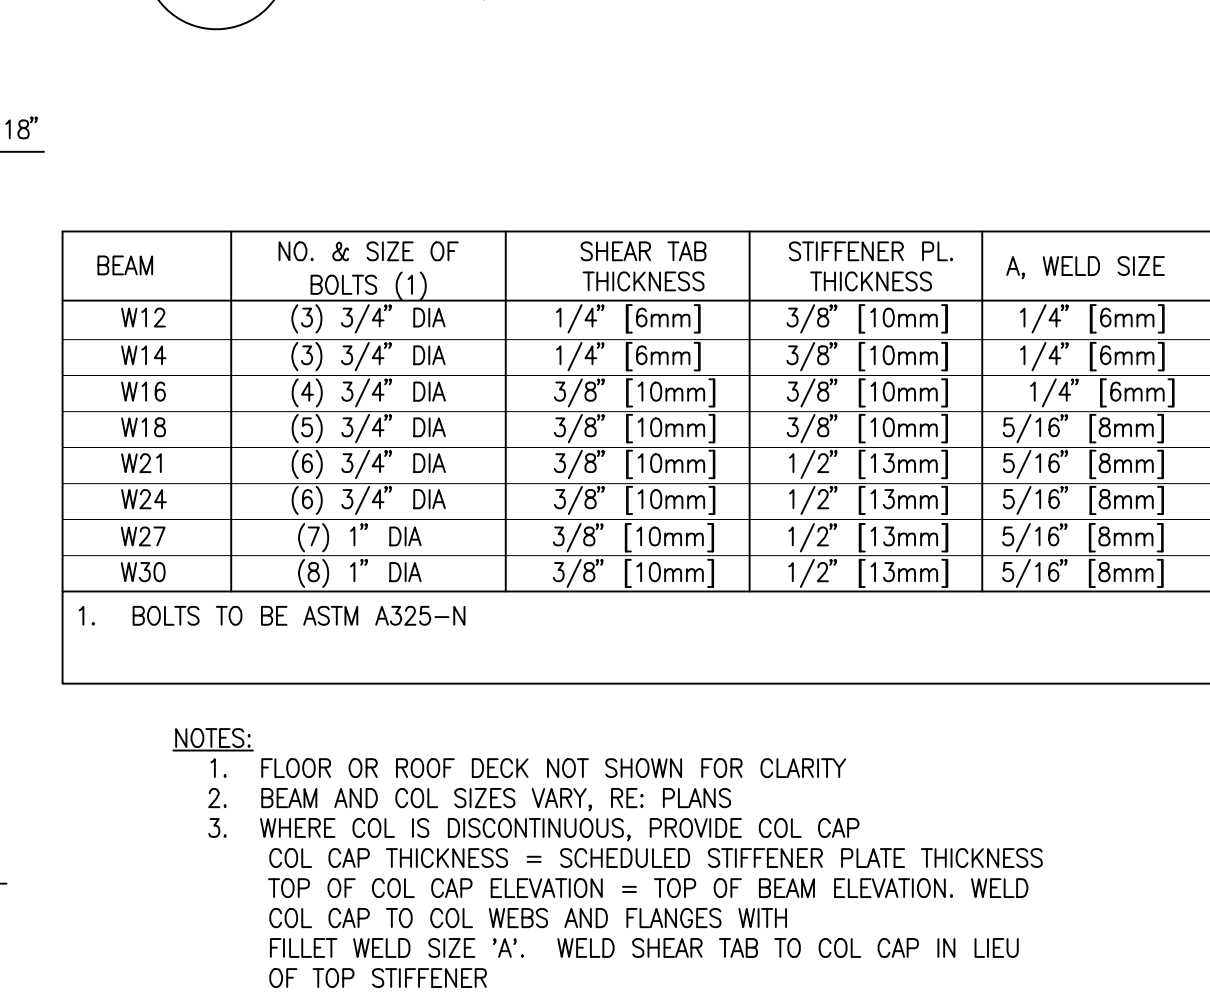 18”
BEAM NO. & SIZE OF BOLTS (1) SHEAR TAB THICKNESS STIFFENER PL. THICKNESS A, WELD SIZE
W12 (3) 3/4” DIA 1/4” [6mm] 3/8” [10mm] 1/4” [6mm]
W14 (3) 3/4” DIA 1/4” [6mm] 3/8” [10mm] 1/4” [6mm]
W16 (4) 3/4” DIA 3/8” [10mm] 3/8” [10mm] 1/4” [6mm]
W18 (5) 3/4” DIA 3/8” [10mm] 3/8” [10mm] 5/16” [8mm]
W21 (6) 3/4” DIA 3/8” [10mm] 1/2” [13mm] 5/16” [8mm]
W24 (6) 3/4” DIA 3/8” [10mm] 1/2” [13mm] 5/16” [8mm]
W27 (7) 1” DIA 3/8” [10mm] 1/2” [13mm] 5/16” [8mm]
W30 (8) 1” DIA 3/8” [10mm] 1/2” [13mm] 5/16” [8mm]
1. BOLTS TO BE ASTM A325-N
NOTES:
1. FLOOR OR ROOF DECK NOT SHOWN FOR CLARITY
2. BEAM AND COL SIZES VARY, RE: PLANS
3. WHERE COL IS DISCONTINUOUS, PROVIDE COL CAP
COL CAP THICKNESS = SCHEDULED STIFFENER PLATE THICKNESS
TOP OF COL CAP ELEVATION = TOP OF BEAM ELEVATION. WELD
COL CAP TO COL WEBS AND FLANGES WITH
FILLET WELD SIZE 'A'. WELD SHEAR TAB TO COL CAP IN LIEU
OF TOP STIFFENER